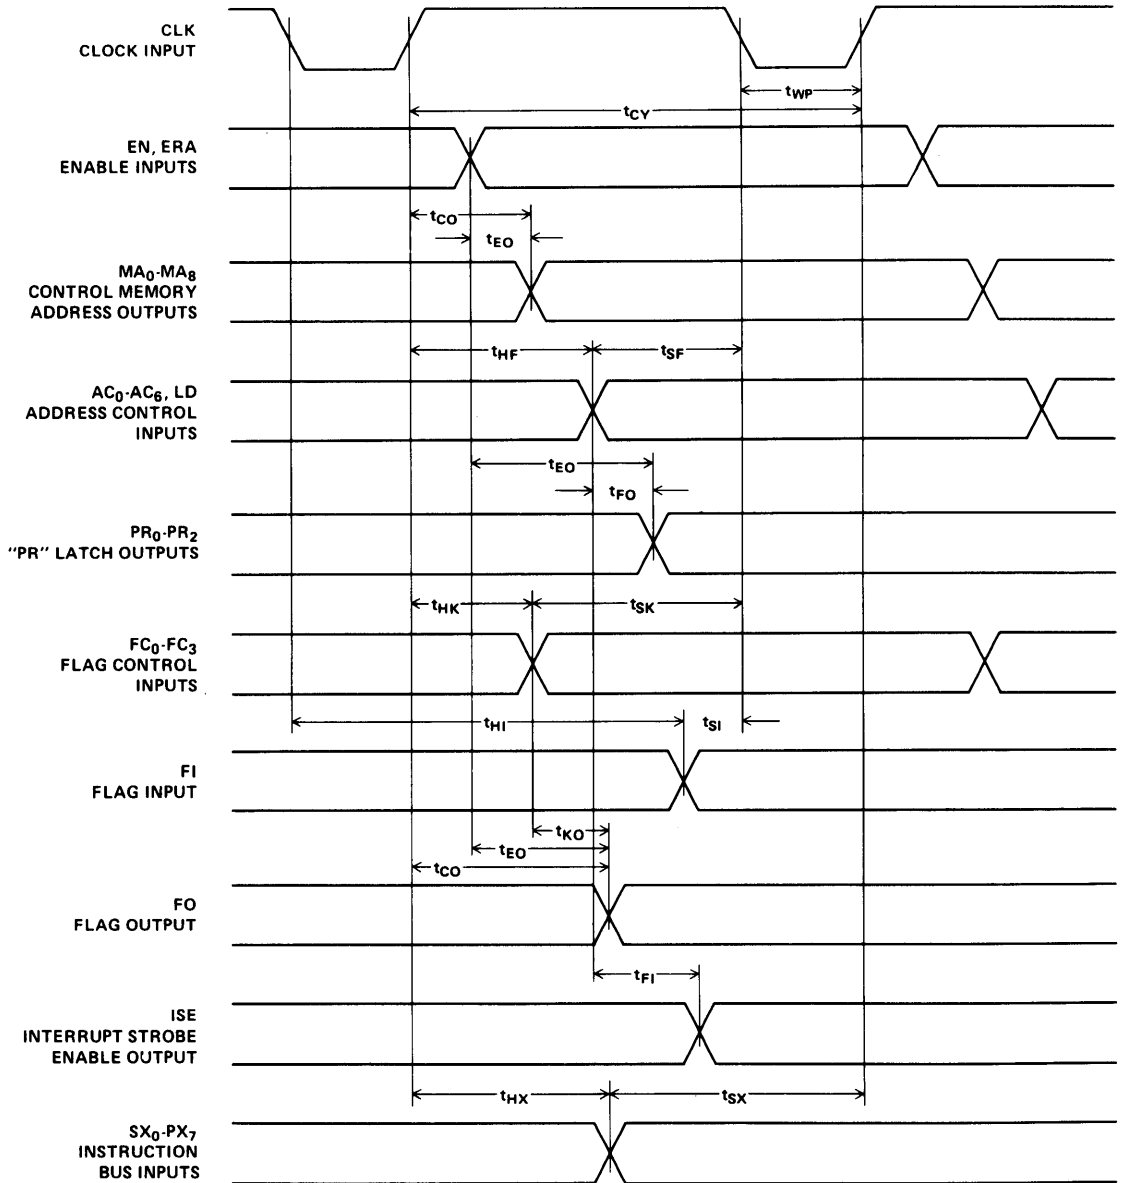 CLK
CLOCK INPUT
tWP
tCY
EN, ERA
ENABLE INPUTS
tCO
tEO
MA0-MA8
CONTROL MEMORY
ADDRESS OUTPUTS
tHF
tSF
AC0-AC6, LD
ADDRESS CONTROL
INPUTS
tEO
tFO
PR0-PR2
"PR" LATCH OUTPUTS
tHK
tSK
FC0-FC3
FLAG CONTROL
INPUTS
tHI
tSI
FI
FLAG INPUT
tKO
tEO
tCO
FO
FLAG OUTPUT
tFI
ISE
INTERRUPT STROBE
ENABLE OUTPUT
tHX
tSX
SX0-PX7
INSTRUCTION
BUS INPUTS